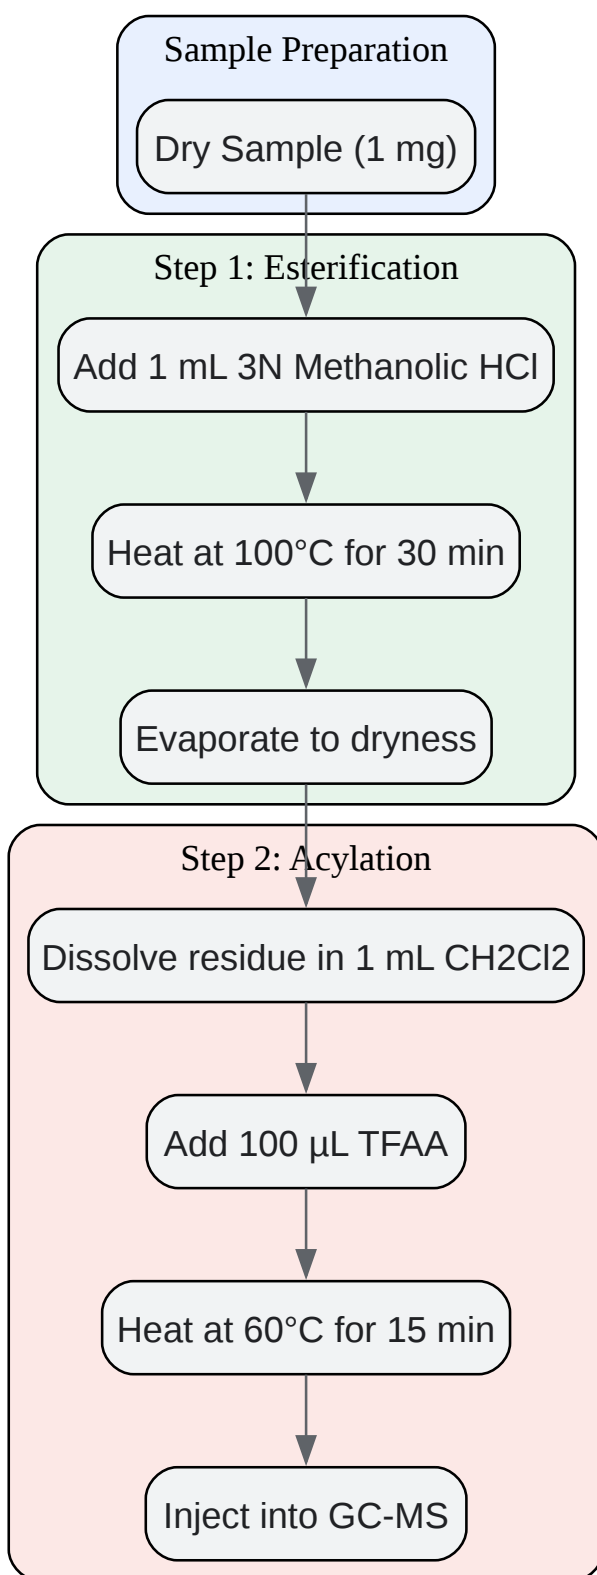 Sample Preparation
Dry Sample (1 mg)
Step 1: Esterification
Add 1 mL 3N Methanolic HCl
Heat at 100°C for 30 min
Evaporate to dryness
Step 2: Acylation
Dissolve residue in 1 mL CH2Cl2
Add 100 µL TFAA
Heat at 60°C for 15 min
Inject into GC-MS